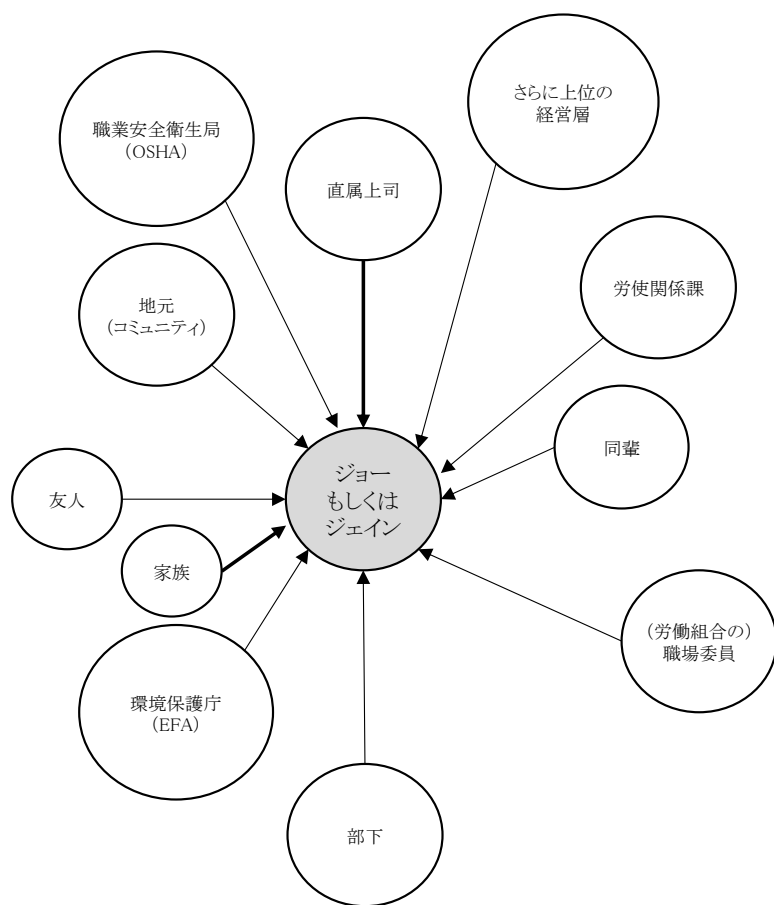 さらに上位の
経営層
職業安全衛生局
(OSHA)
直属上司
労使関係課
地元
(コミュニティ)
同輩
ジョー
もしくは
ジェイン
友人
家族
(労働組合の)
職場委員
環境保護庁
(EFA)
部下